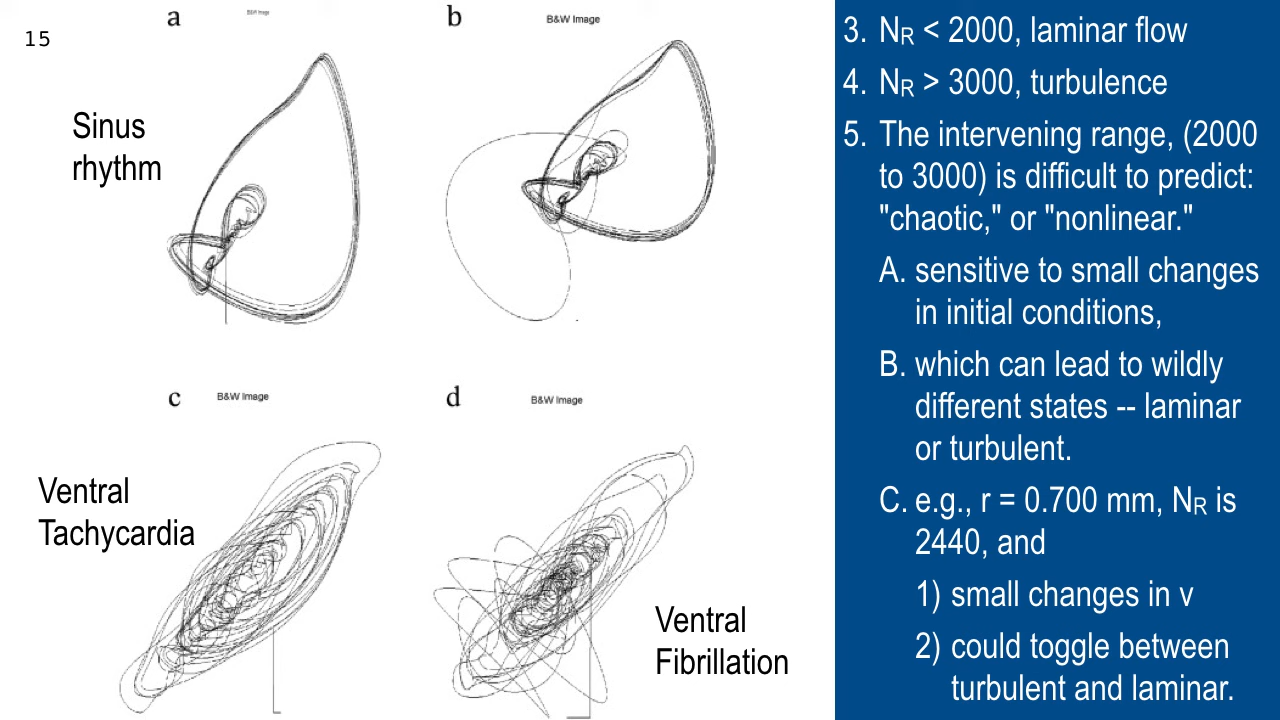 15
a
B&W Image
b
B&W Image
Sinus
rhythm
c
B&W Image
d
B&W Image
Ventral
Tachycardia
Ventral
Fibrillation
3. NR < 2000, laminar flow
4. NR > 3000, turbulence
5. The intervening range, (2000
to 3000) is difficult to predict:
"chaotic," or "nonlinear."
A. sensitive to small changes
in initial conditions,
B. which can lead to wildly
different states -- laminar
or turbulent.
C. e.g., r = 0.700 mm, NR is
2440, and
1) small changes in v
2) could toggle between
turbulent and laminar.